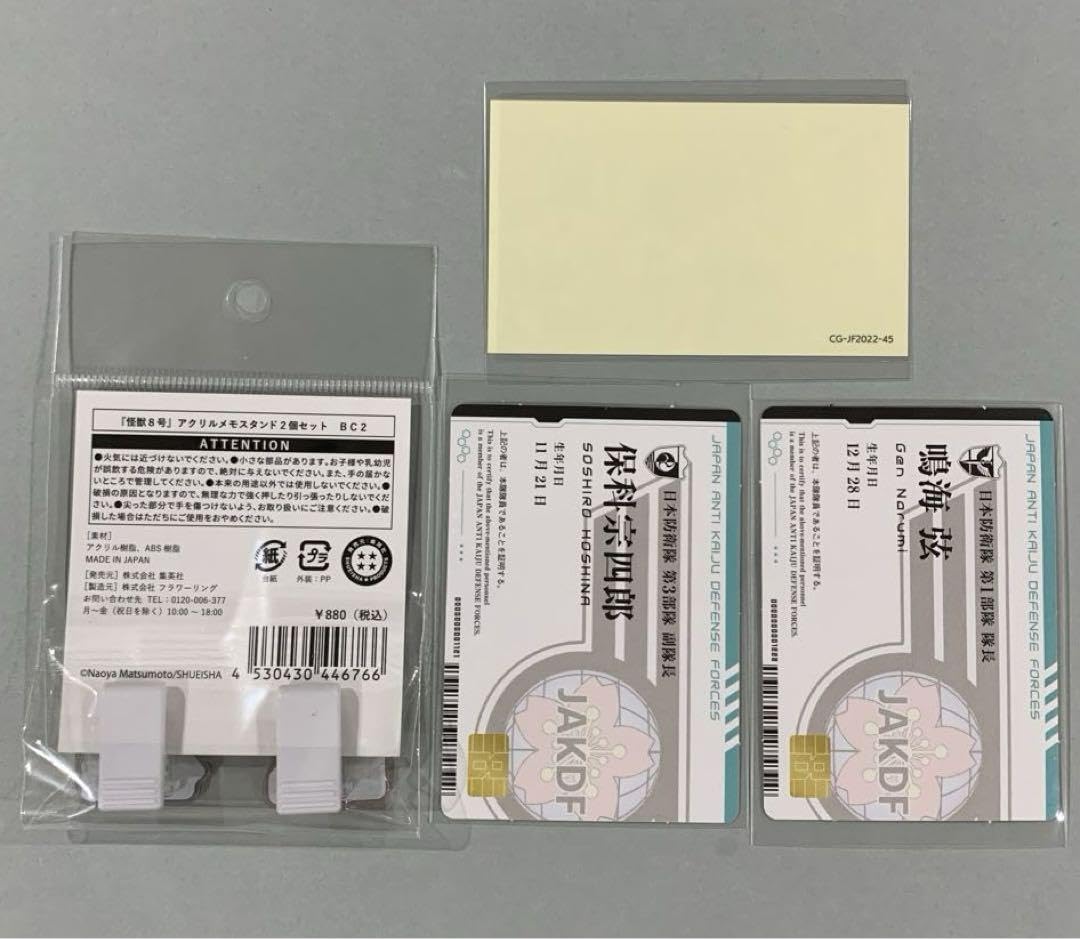 CG-JF2022-45
『怪獣８号』アクリルメモスタンド２個セット BC2
ATTENTION
●火気には近づけないでください。●小さな部品があります。お子様や乳幼児
が誤飲する危険がありますので、絶対に与えないでください。また、手の届かな
いところで管理してください。●本来の用途以外では使用しないでください。●
破損の原因となりますので、無理な力で強く押したり引っ張ったりしないでくだ
さい。●尖った部分で手を傷つけないよう、お取り扱いにご注意ください。●破
損した場合はただちにご使用をおやめください。
[素材]
アクリル樹脂、ABS樹脂
MADE IN JAPAN
[発売元] 株式会社 集英社
[製造元] 株式会社 フラワーリング
お問い合わせ先 TEL：0120-006-377
月～金（祝日を除く）10:00～18:00
紙
台紙
プラ
外装：PP
￥880（税込）
©Naoya Matsumoto/SHUEISHA
4 530430 446766
JAPAN ANTI KAIJU DEFENSE FORCES
日本防衛隊 第3部隊 副隊長
保科宗四郎
SOSHIRO HOSHINA
生年月日
11月21日
上記の者は、本隊隊員であることを証明する。
This is to certify that the above-mentioned personnel
is a member of the JAPAN ANTI KAIJU DEFENSE FORCES.
JAKDF
JAPAN ANTI KAIJU DEFENSE FORCES
日本防衛隊 第1部隊 隊長
鳴海 弦
Gen Narumi
生年月日
12月28日
上記の者は、本隊隊員であることを証明する。
This is to certify that the above-mentioned personnel
is a member of the JAPAN ANTI KAIJU DEFENSE FORCES.
JAKDF